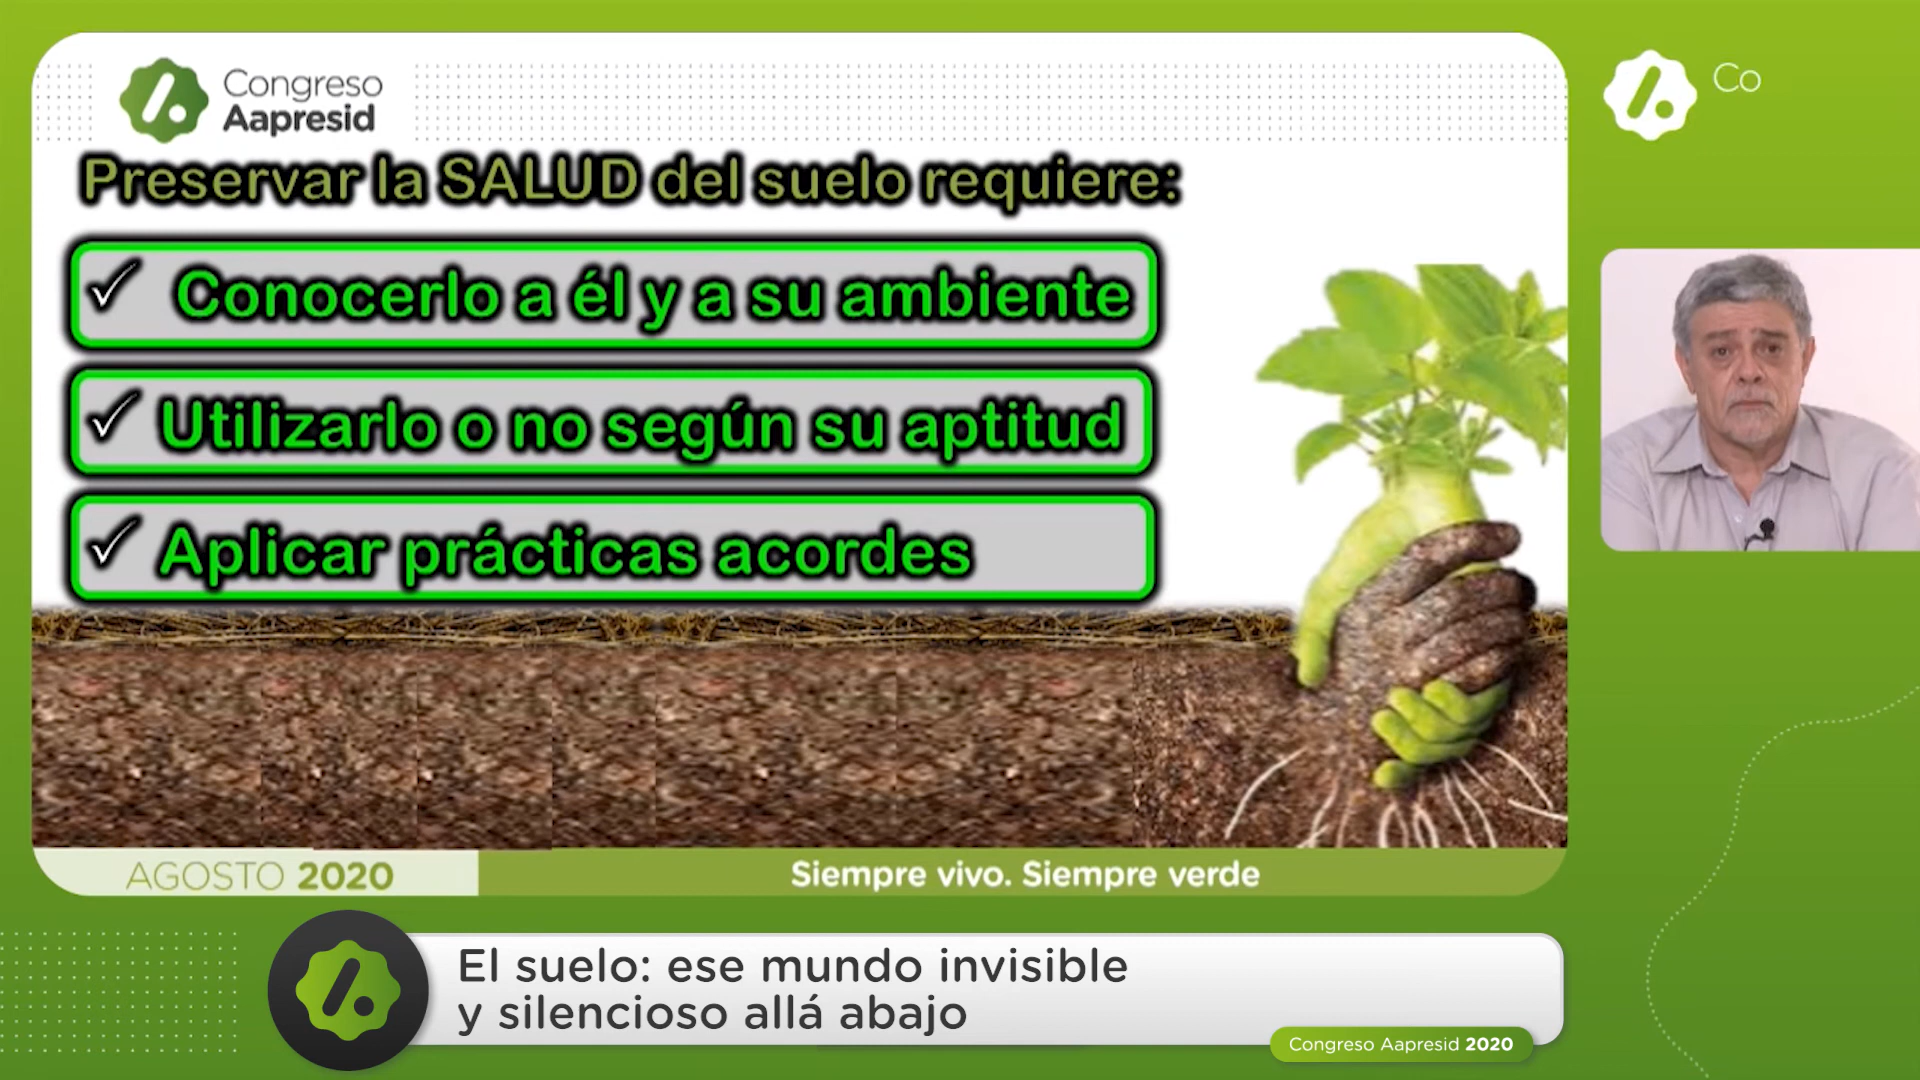 Congreso
Aapresid
Co
Preservar la SALUD del suelo requiere:
✓ Conocerlo a él y a su ambiente
✓ Utilizarlo o no según su aptitud
✓ Aplicar prácticas acordes
AGOSTO 2020
Siempre vivo. Siempre verde
El suelo: ese mundo invisible
y silencioso allá abajo
Congreso Aapresid 2020